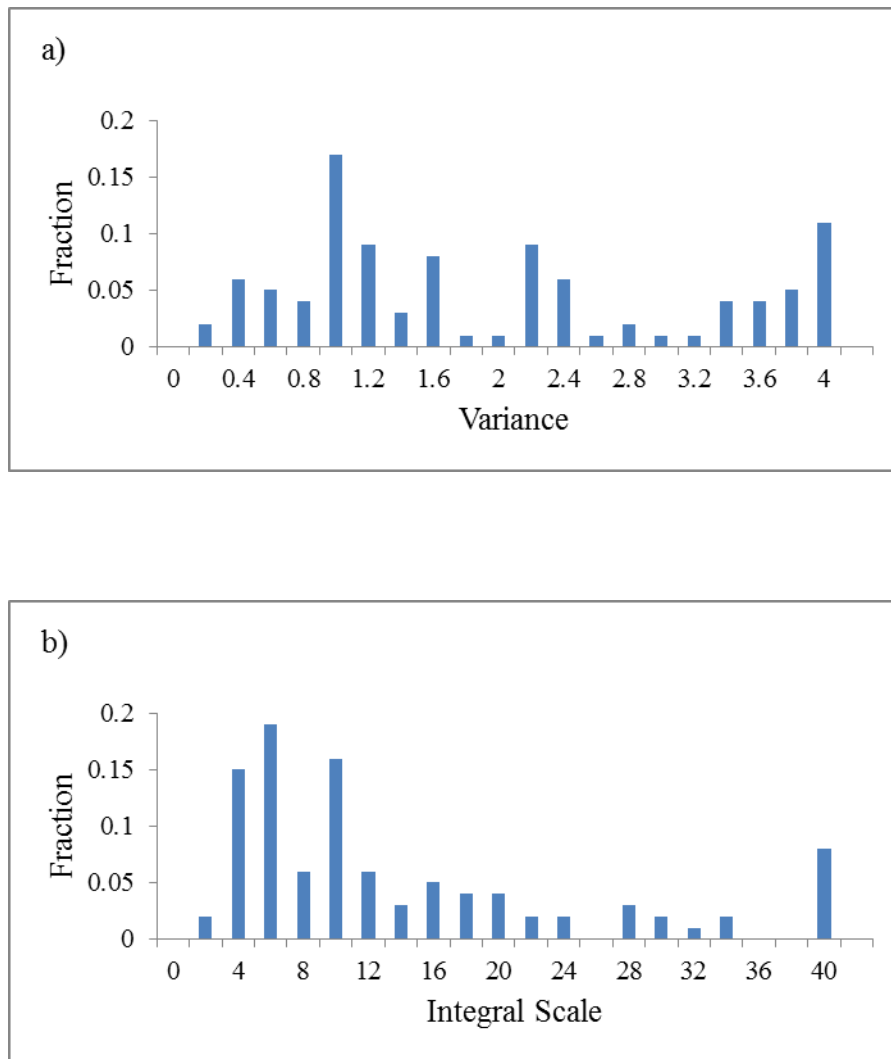 a)
0.2
0.15
0.1
0.05
0
Fraction
0 0.4 0.8 1.2 1.6 2 2.4 2.8 3.2 3.6 4
Variance
b)
0.2
0.15
0.1
0.05
0
Fraction
0 4 8 12 16 20 24 28 32 36 40
Integral Scale